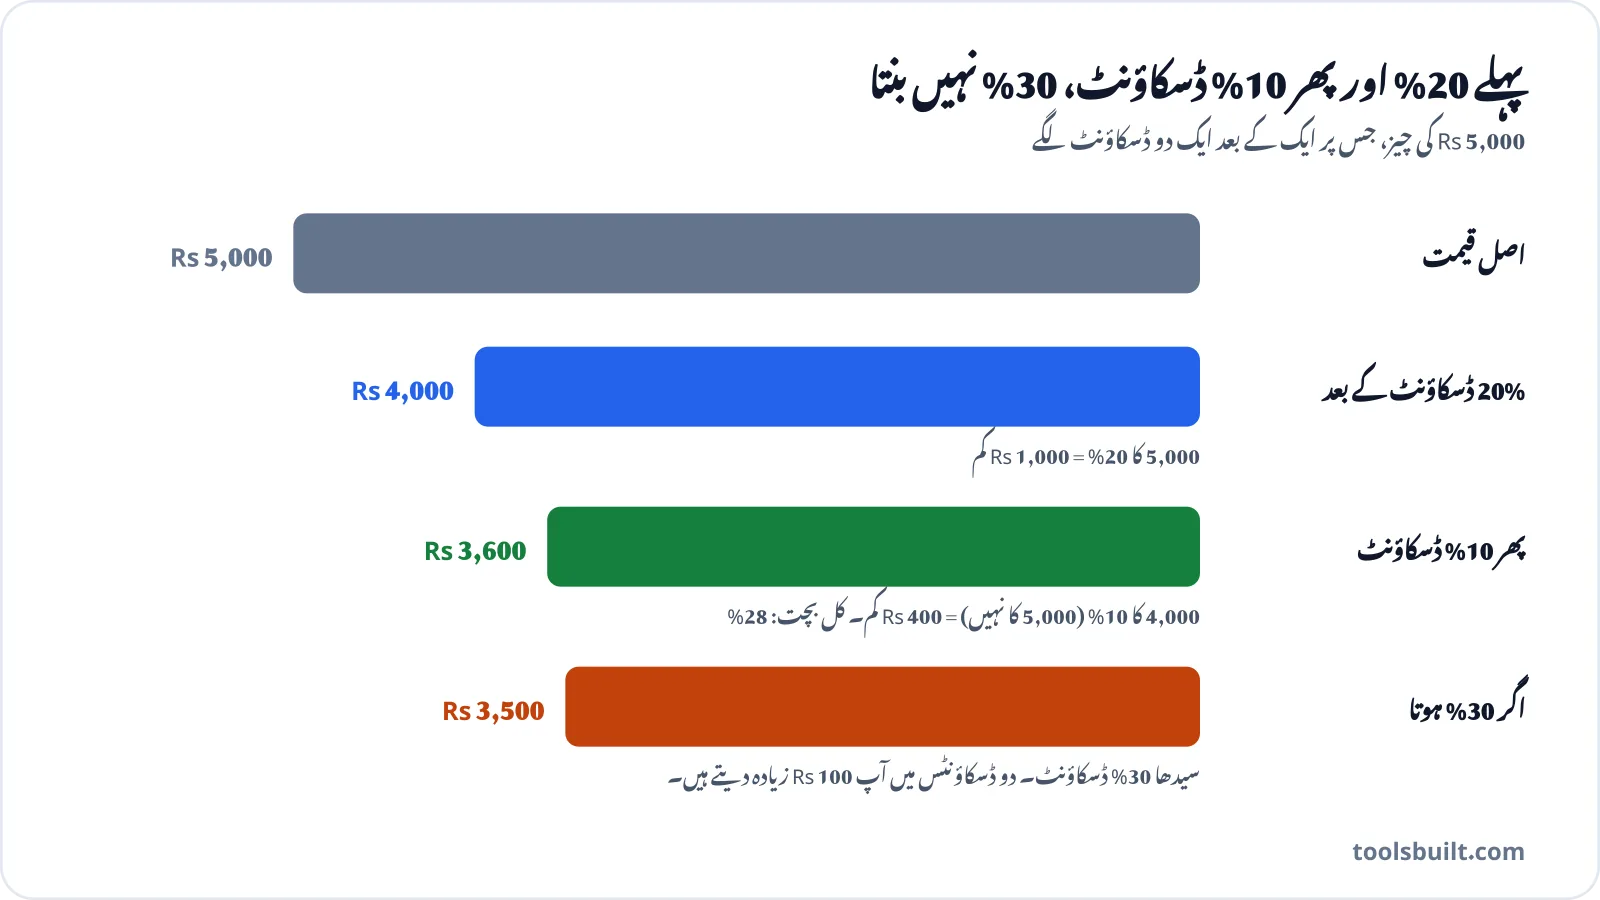 پہلے 20% اور پھر 10% ڈسکاؤنٹ، 30% نہیں بنتا
Rs 5,000 کی چیز، جس پر ایک کے بعد ایک دو ڈسکاؤنٹ لگے
اصل قیمت
Rs 5,000
20% ڈسکاؤنٹ کے بعد
Rs 4,000
5,000 کا 20% = Rs 1,000 کم
پھر 10% ڈسکاؤنٹ
Rs 3,600
4,000 کا 10% (5,000 کا نہیں) = Rs 400 کم۔ کل بچت: 28%
اگر 30% ہوتا
Rs 3,500
سیدھا 30% ڈسکاؤنٹ۔ دو ڈسکاؤنٹس میں آپ Rs 100 زیادہ دیتے ہیں۔
toolsbuilt.com